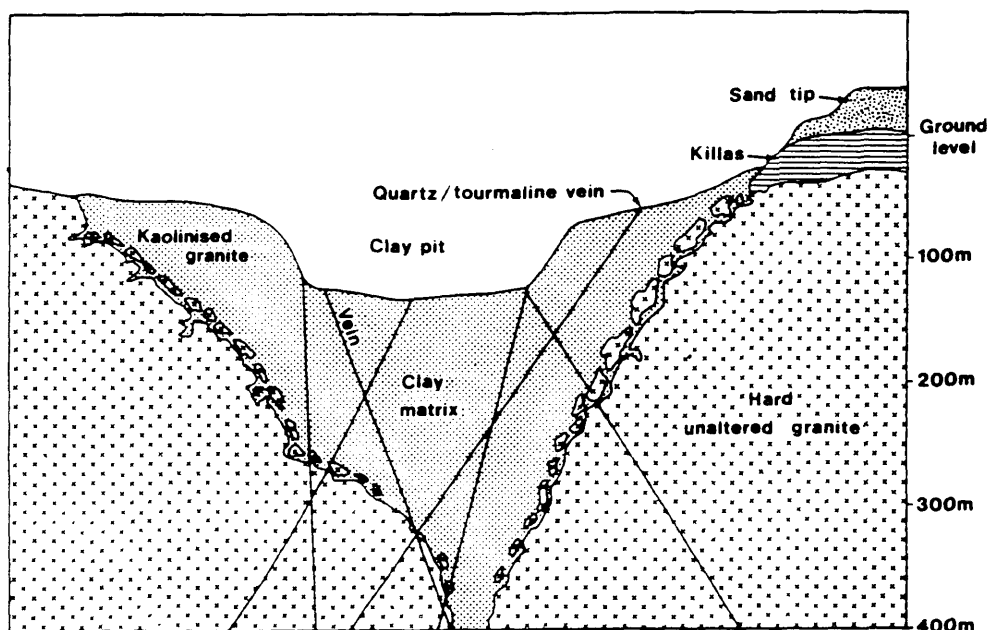 Sand tip
Ground
level
Killas
Quartz/tourmaline vein
Kaolinised
granite
Clay pit
100m
Vein
Clay
matrix
200m
Hard
unaltered granite
300m
400m